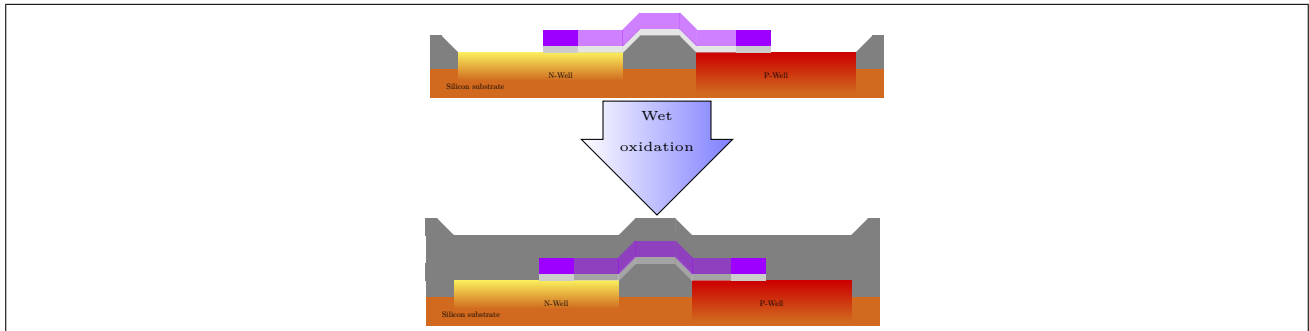 N-Well
P-Well
Silicon substrate
Wet
oxidation
N-Well
P-Well
Silicon substrate